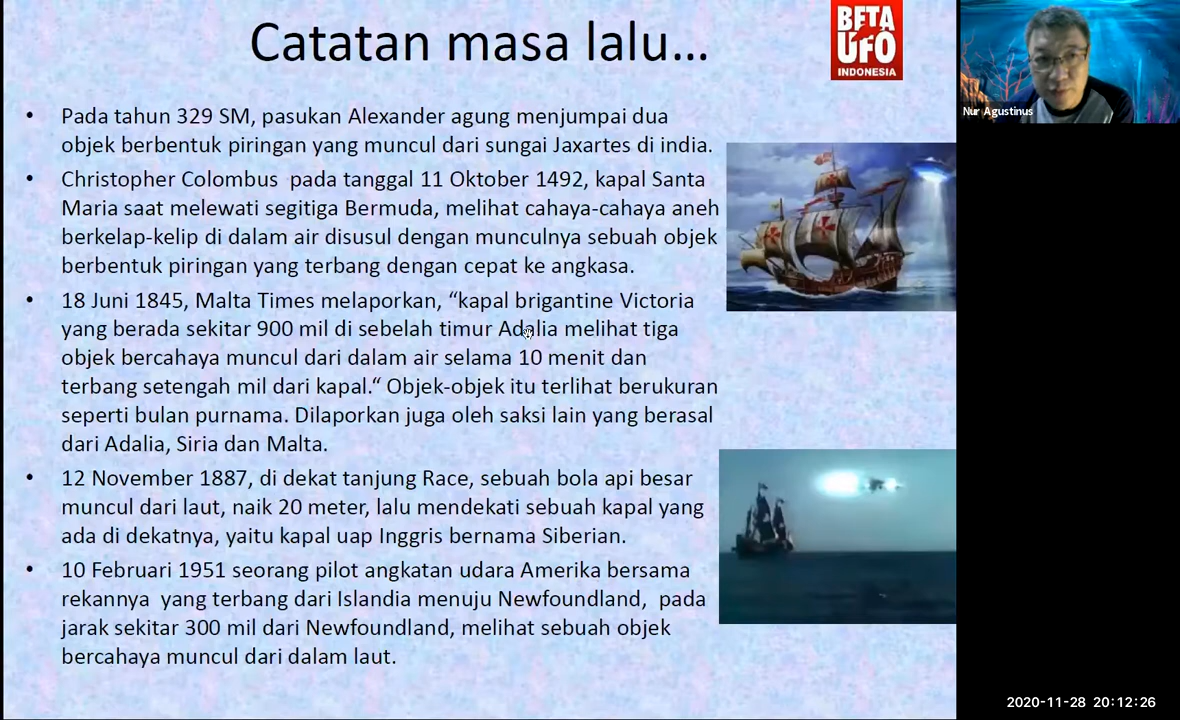 Catatan masa lalu...
BETA
UFO
INDONESIA
Nur Agustinus
• Pada tahun 329 SM, pasukan Alexander agung menjumpai dua
objek berbentuk piringan yang muncul dari sungai Jaxartes di india.
• Christopher Colombus pada tanggal 11 Oktober 1492, kapal Santa
Maria saat melewati segitiga Bermuda, melihat cahaya-cahaya aneh
berkelap-kelip di dalam air disusul dengan munculnya sebuah objek
berbentuk piringan yang terbang dengan cepat ke angkasa.
• 18 Juni 1845, Malta Times melaporkan, “kapal brigantine Victoria
yang berada sekitar 900 mil di sebelah timur Adalia melihat tiga
objek bercahaya muncul dari dalam air selama 10 menit dan
terbang setengah mil dari kapal.“ Objek-objek itu terlihat berukuran
seperti bulan purnama. Dilaporkan juga oleh saksi lain yang berasal
dari Adalia, Siria dan Malta.
• 12 November 1887, di dekat tanjung Race, sebuah bola api besar
muncul dari laut, naik 20 meter, lalu mendekati sebuah kapal yang
ada di dekatnya, yaitu kapal uap Inggris bernama Siberian.
• 10 Februari 1951 seorang pilot angkatan udara Amerika bersama
rekannya yang terbang dari Islandia menuju Newfoundland, pada
jarak sekitar 300 mil dari Newfoundland, melihat sebuah objek
bercahaya muncul dari dalam laut.
2020-11-28 20:12:26